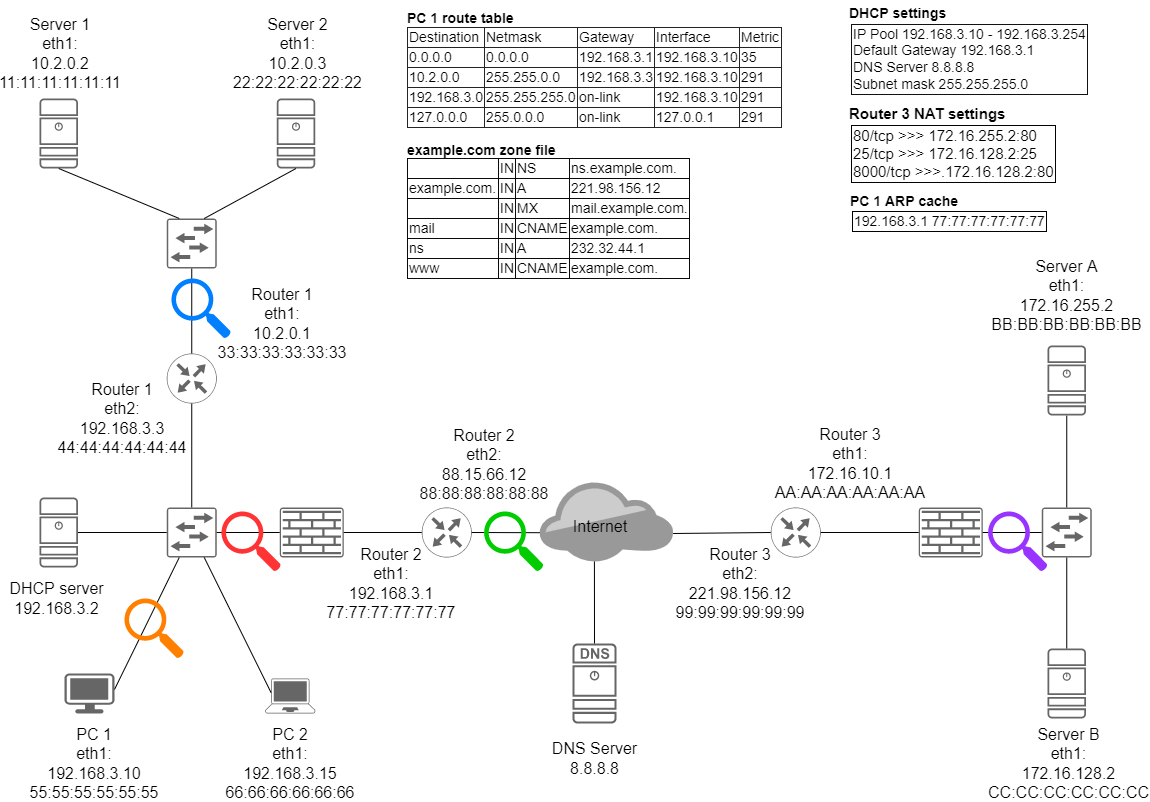 Server 1
eth1:
10.2.0.2
11:11:11:11:11:11
Server 2
eth1:
10.2.0.3
22:22:22:22:22:22
PC 1 route table
Destination Netmask Gateway Interface Metric
0.0.0.0 0.0.0.0 192.168.3.1 192.168.3.10 35
10.2.0.0 255.255.0.0 192.168.3.3 192.168.3.10 291
192.168.3.0 255.255.255.0 on-link 192.168.3.10 291
127.0.0.0 255.0.0.0 on-link 127.0.0.1 291
example.com zone file
IN NS ns.example.com.
example.com. IN A 221.98.156.12
IN MX mail.example.com.
mail IN CNAME example.com.
ns IN A 232.32.44.1
www IN CNAME example.com.
DHCP settings
IP Pool 192.168.3.10 - 192.168.3.254
Default Gateway 192.168.3.1
DNS Server 8.8.8.8
Subnet mask 255.255.255.0
Router 3 NAT settings
80/tcp >>> 172.16.255.2:80
25/tcp >>> 172.16.128.2:25
8000/tcp >>>.172.16.128.2:80
PC 1 ARP cache
192.168.3.1 77:77:77:77:77:77
Router 1
eth1:
10.2.0.1
33:33:33:33:33:33
Router 1
eth2:
192.168.3.3
44:44:44:44:44:44
Server A
eth1:
172.16.255.2
BB:BB:BB:BB:BB:BB
Router 2
eth2:
88.15.66.12
88:88:88:88:88:88
Router 3
eth1:
172.16.10.1
AA:AA:AA:AA:AA:AA
Internet
DHCP server
192.168.3.2
Router 2
eth1:
192.168.3.1
77:77:77:77:77:77
Router 3
eth2:
221.98.156.12
99:99:99:99:99:99
DNS
DNS Server
8.8.8.8
PC 1
eth1:
192.168.3.10
55:55:55:55:55:55
PC 2
eth1:
192.168.3.15
66:66:66:66:66:66
Server B
eth1:
172.16.128.2
CC:CC:CC:CC:CC:CC